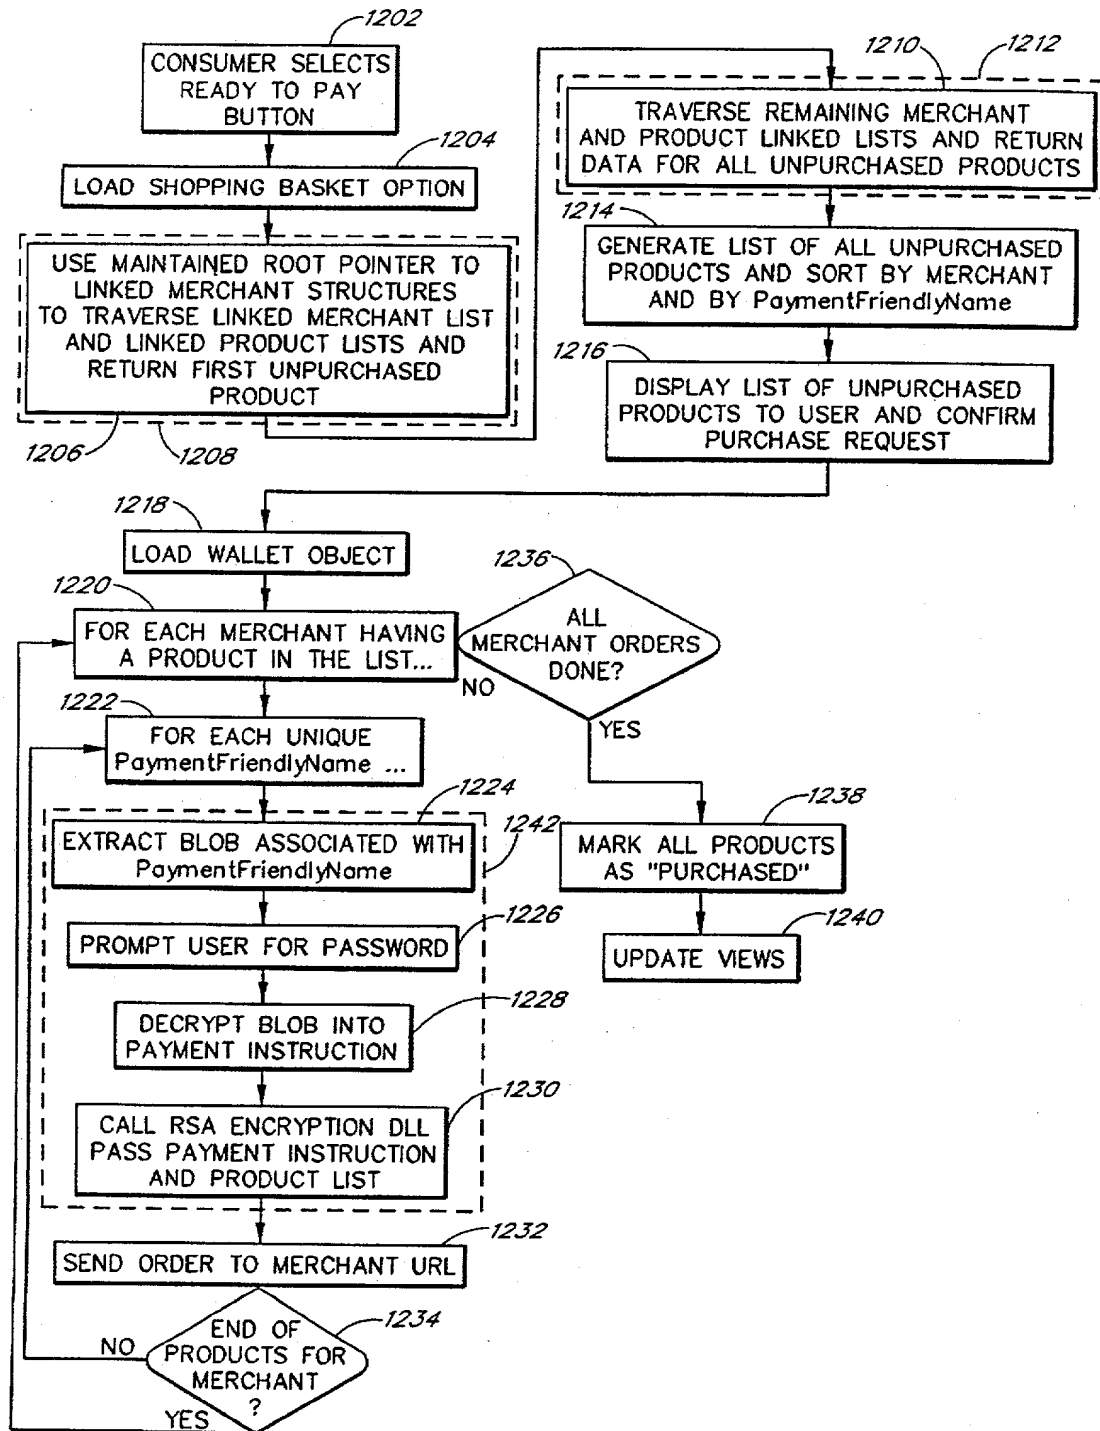 1202
CONSUMER SELECTS
READY TO PAY
BUTTON
1204
LOAD SHOPPING BASKET OPTION
USE MAINTAINED ROOT POINTER TO
LINKED MERCHANT STRUCTURES
TO TRAVERSE LINKED MERCHANT LIST
AND LINKED PRODUCT LISTS AND
RETURN FIRST UNPURCHASED
PRODUCT
1206
1208
1210
1212
TRAVERSE REMAINING MERCHANT
AND PRODUCT LINKED LISTS AND RETURN
DATA FOR ALL UNPURCHASED PRODUCTS
1214
GENERATE LIST OF ALL UNPURCHASED
PRODUCTS AND SORT BY MERCHANT
AND BY PaymentFriendlyName
1216
DISPLAY LIST OF UNPURCHASED
PRODUCTS TO USER AND CONFIRM
PURCHASE REQUEST
1218
LOAD WALLET OBJECT
1220
FOR EACH MERCHANT HAVING
A PRODUCT IN THE LIST...
1236
ALL
MERCHANT ORDERS
DONE?
NO
YES
1222
FOR EACH UNIQUE
PaymentFriendlyName ...
1224
1242
EXTRACT BLOB ASSOCIATED WITH
PaymentFriendlyName
1226
PROMPT USER FOR PASSWORD
1228
DECRYPT BLOB INTO
PAYMENT INSTRUCTION
1230
CALL RSA ENCRYPTION DLL
PASS PAYMENT INSTRUCTION
AND PRODUCT LIST
1232
SEND ORDER TO MERCHANT URL
1234
END OF
PRODUCTS FOR
MERCHANT
?
NO
YES
1238
MARK ALL PRODUCTS
AS "PURCHASED"
1240
UPDATE VIEWS